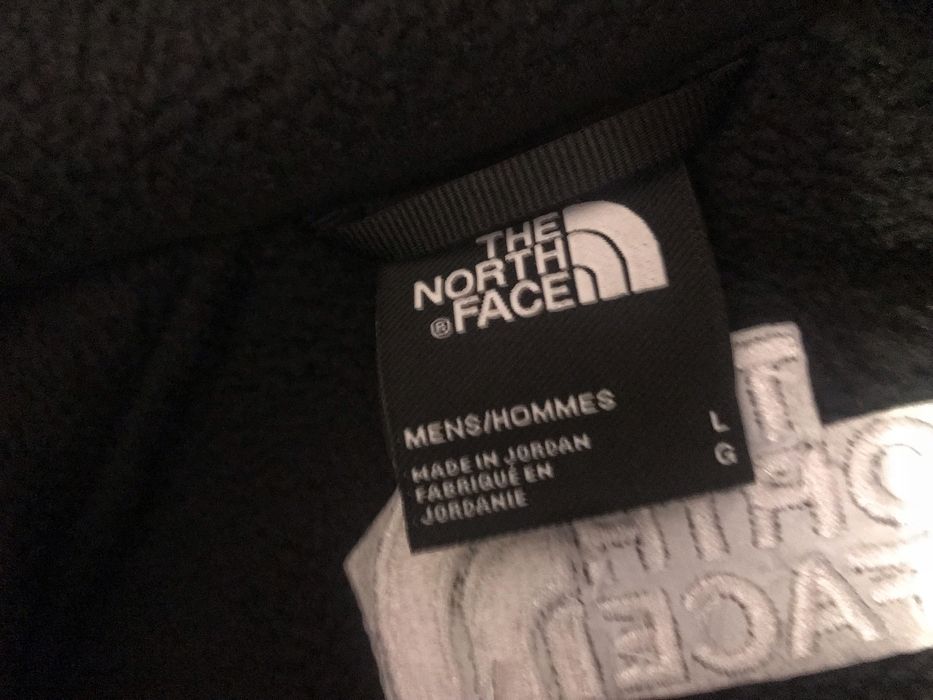 THE
NORTH
® FACE
MENS/HOMMES
L
MADE IN JORDAN
G
FABRIQUÉ EN
JORDANIE